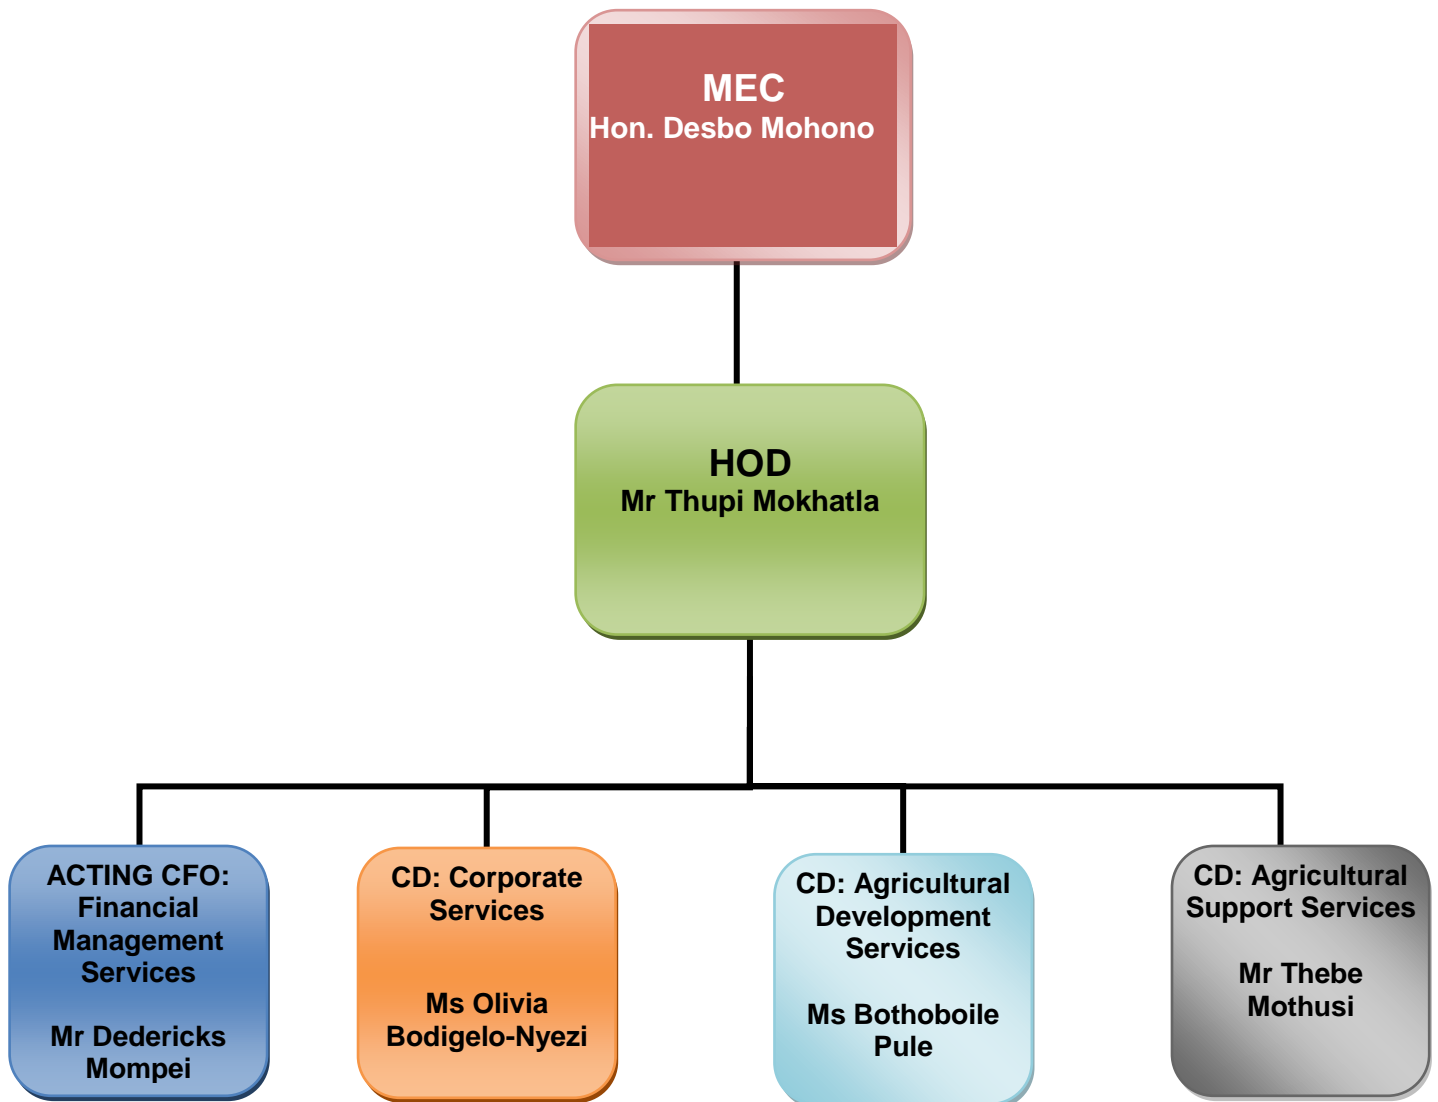 MEC
Hon. Desbo Mohono
HOD
Mr Thupi Mokhatla
ACTING CFO:
Financial
Management
Services
Mr Dedericks
Mompei
CD: Corporate
Services
Ms Olivia
Bodigelo-Nyezi
CD: Agricultural
Development
Services
Ms Bothoboile
Pule
CD: Agricultural
Support Services
Mr Thebe
Mothusi